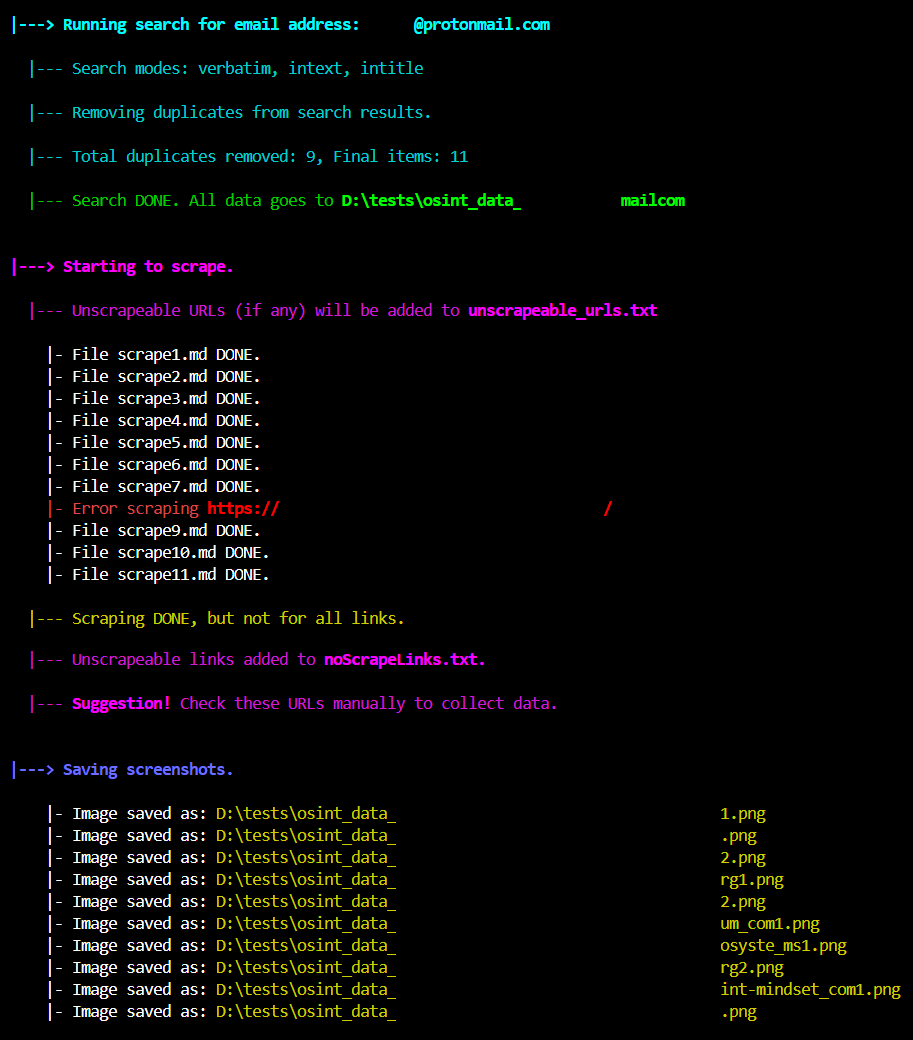 |---> Running search for email address: @protonmail.com
|--- Search modes: verbatim, intext, intitle
|--- Removing duplicates from search results.
|--- Total duplicates removed: 9, Final items: 11
|--- Search DONE. All data goes to D:\tests\osint_data_ mailcom
|---> Starting to scrape.
|--- Unscrapeable URLs (if any) will be added to unscrapeable_urls.txt
|- File scrape1.md DONE.
|- File scrape2.md DONE.
|- File scrape3.md DONE.
|- File scrape4.md DONE.
|- File scrape5.md DONE.
|- File scrape6.md DONE.
|- File scrape7.md DONE.
|- Error scraping https:// /
|- File scrape9.md DONE.
|- File scrape10.md DONE.
|- File scrape11.md DONE.
|--- Scraping DONE, but not for all links.
|--- Unscrapeable links added to noScrapeLinks.txt.
|--- Suggestion! Check these URLs manually to collect data.
|---> Saving screenshots.
|- Image saved as: D:\tests\osint_data_ 1.png
|- Image saved as: D:\tests\osint_data_ .png
|- Image saved as: D:\tests\osint_data_ 2.png
|- Image saved as: D:\tests\osint_data_ rg1.png
|- Image saved as: D:\tests\osint_data_ 2.png
|- Image saved as: D:\tests\osint_data_ um_com1.png
|- Image saved as: D:\tests\osint_data_ osyste_ms1.png
|- Image saved as: D:\tests\osint_data_ rg2.png
|- Image saved as: D:\tests\osint_data_ int-mindset_com1.png
|- Image saved as: D:\tests\osint_data_ .png